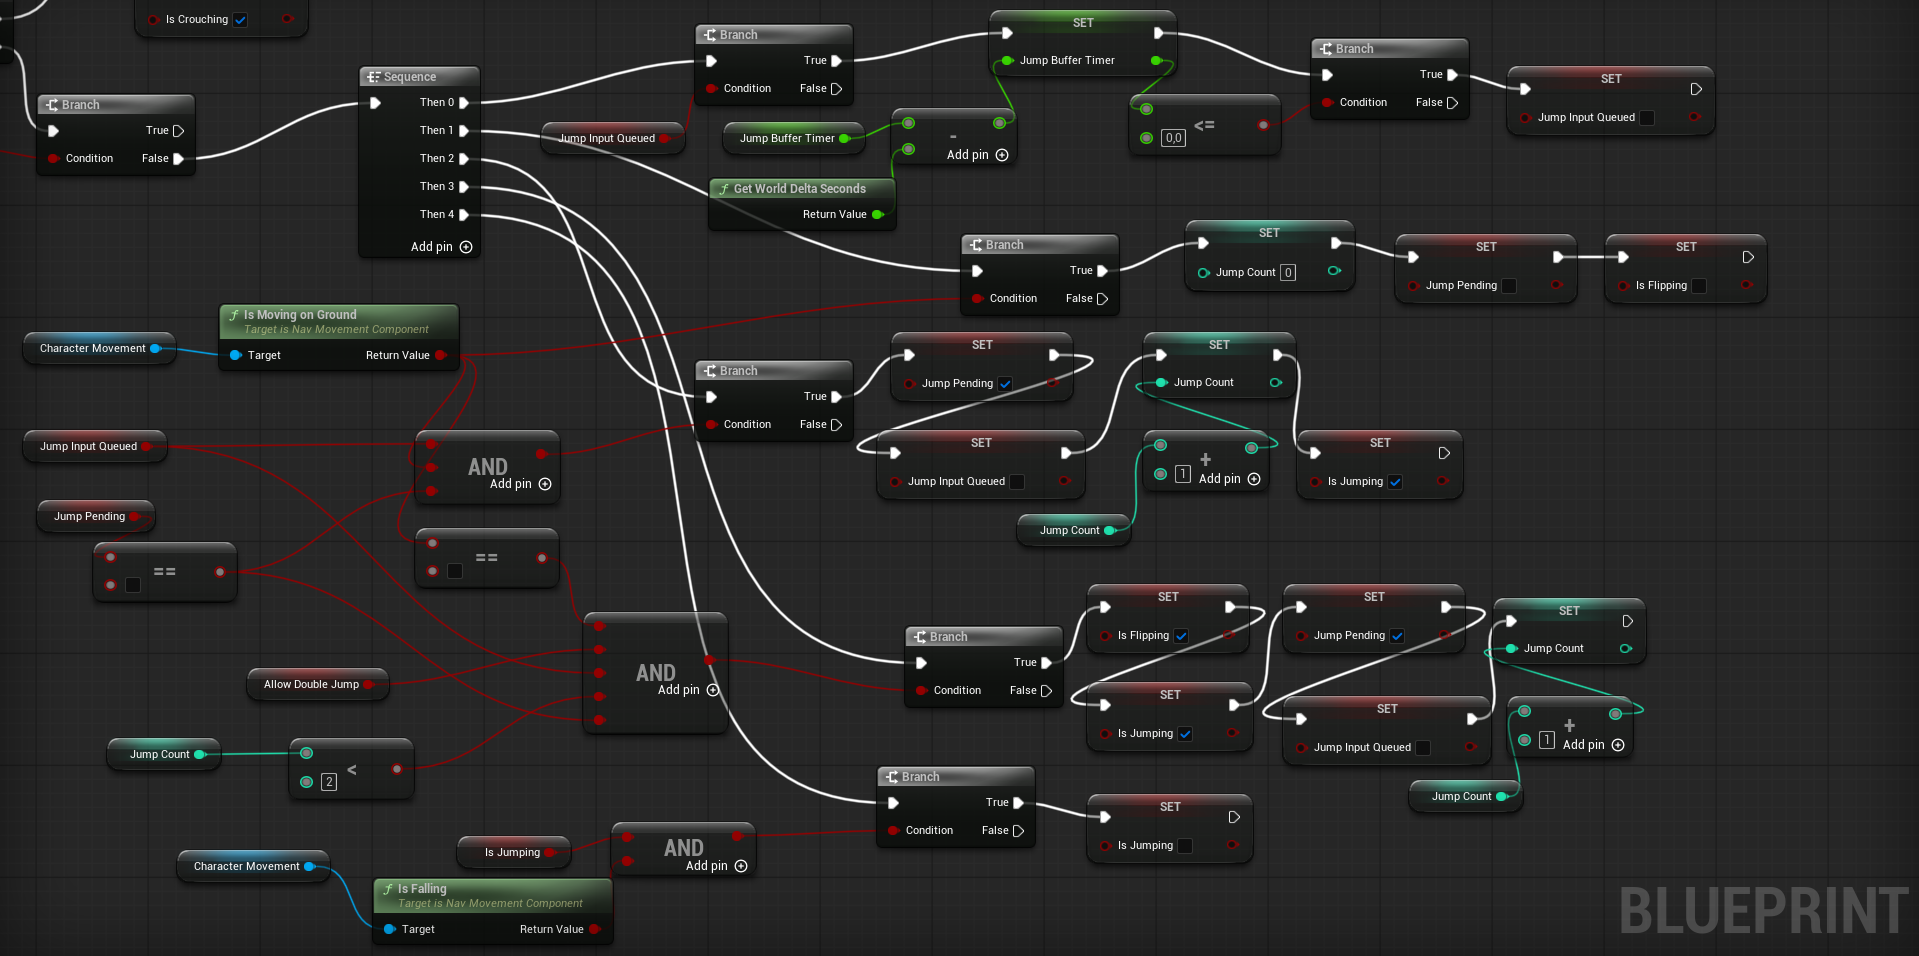 Is Crouching
Branch
True
Condition
False
Sequence
Then 0
Then 1
Then 2
Then 3
Then 4
Add pin
Branch
True
Condition
False
Jump Input Queued
Jump Buffer Timer
-
Add pin
Get World Delta Seconds
Return Value
SET
Jump Buffer Timer
<=
0,0
Branch
True
Condition
False
SET
Jump Input Queued
Branch
True
Condition
False
SET
Jump Count 0
SET
Jump Pending
SET
Is Flipping
Character Movement
Is Moving on Ground
Target is Nav Movement Component
Target
Return Value
Branch
True
Condition
False
SET
Jump Pending
SET
Jump Count
SET
Jump Input Queued
+
1
Add pin
SET
Is Jumping
Jump Count
Jump Input Queued
AND
Add pin
Jump Pending
==
==
Allow Double Jump
AND
Add pin
Jump Count
<
2
Branch
True
Condition
False
SET
Is Flipping
SET
Jump Pending
SET
Jump Count
SET
Is Jumping
SET
Jump Input Queued
+
1
Add pin
Jump Count
Branch
True
Condition
False
SET
Is Jumping
Is Jumping
AND
Add pin
Character Movement
Is Falling
Target is Nav Movement Component
Target
Return Value
BLUEPRINT